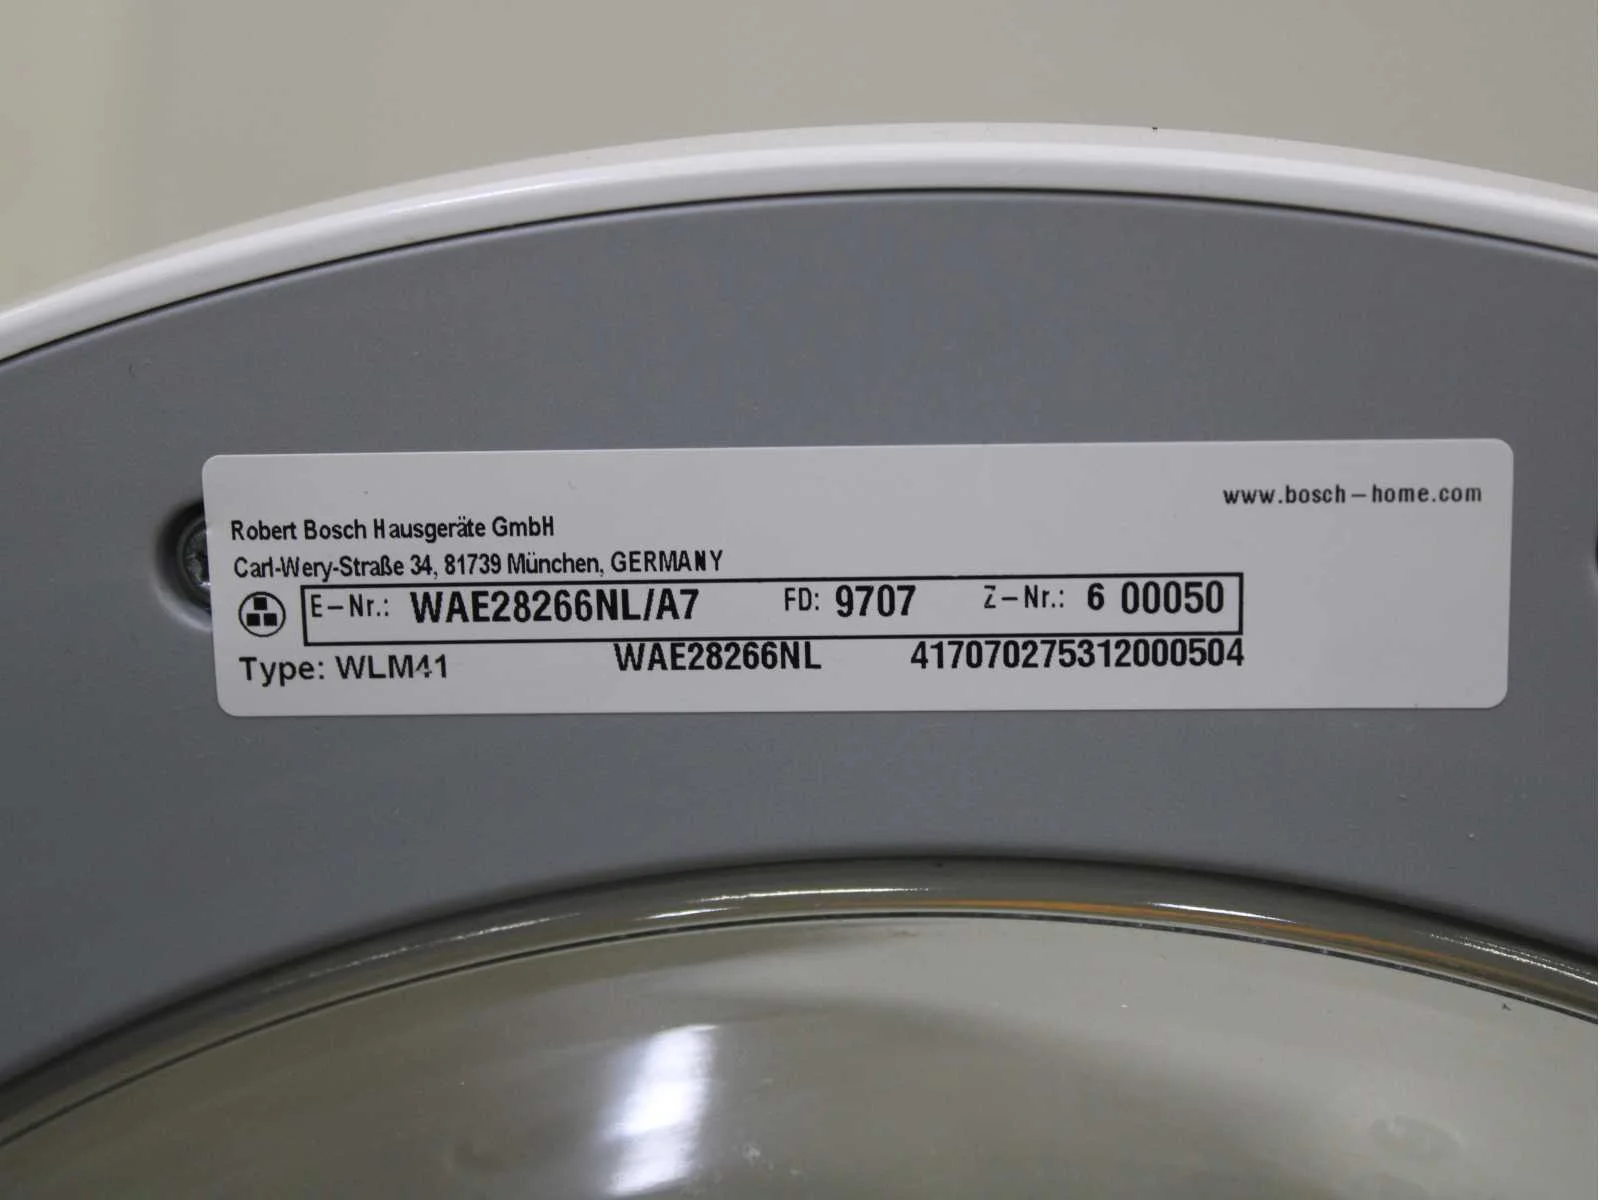 www.bosch-home.com
Robert Bosch Hausgeräte GmbH
Carl-Wery-Straße 34, 81739 München, GERMANY
E-Nr.: WAE28266NL/A7 FD: 9707 Z-Nr.: 6 00050
Type: WLM41 WAE28266NL 417070275312000504